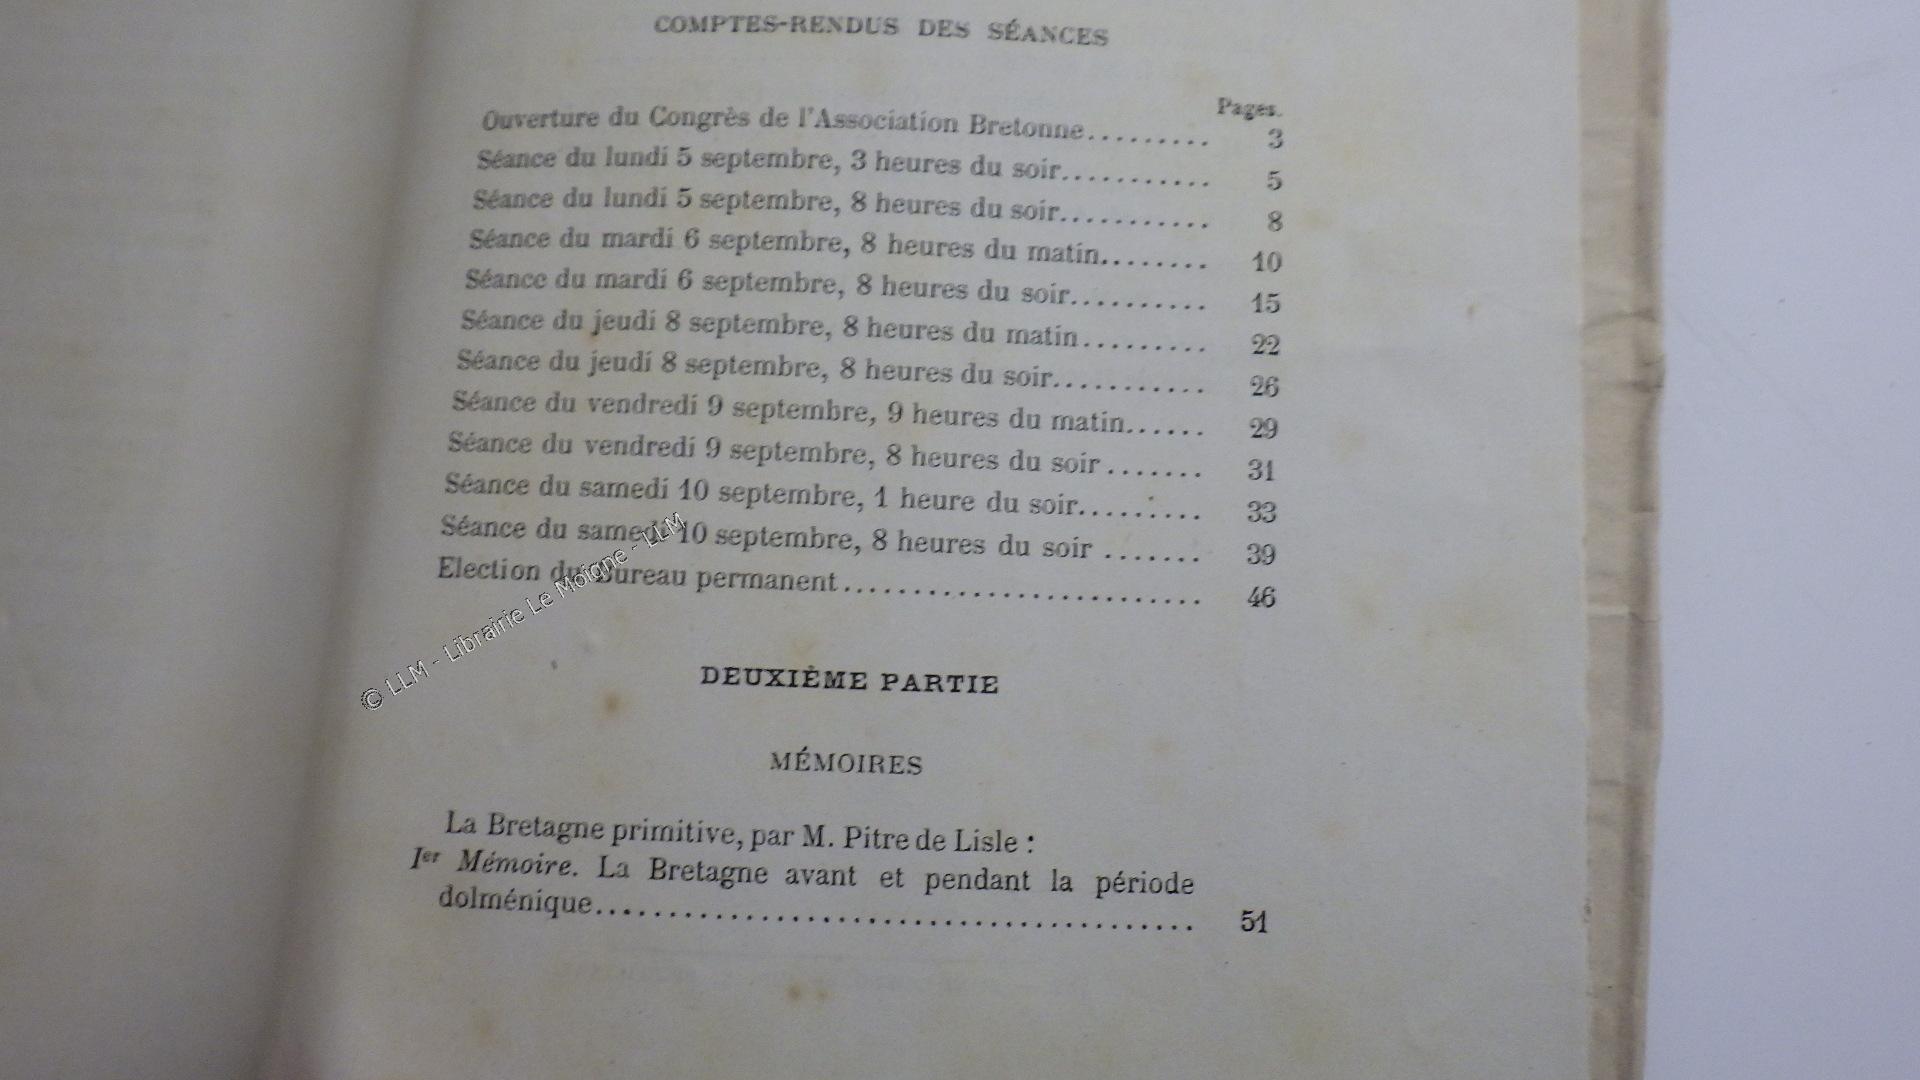 COMPTES-RENDUS DES SÉANCES
Pages.
Ouverture du Congrès de l'Association Bretonne......... 3
Séance du lundi 5 septembre, 3 heures du soir........... 5
Séance du lundi 5 septembre, 8 heures du soir........... 8
Séance du mardi 6 septembre, 8 heures du matin........ 10
Séance du mardi 6 septembre, 8 heures du soir.......... 15
Séance du jeudi 8 septembre, 8 heures du matin......... 22
Séance du jeudi 8 septembre, 8 heures du soir........... 26
Séance du vendredi 9 septembre, 9 heures du matin...... 29
Séance du vendredi 9 septembre, 8 heures du soir ....... 31
Séance du samedi 10 septembre, 1 heure du soir......... 33
Séance du samedi 10 septembre, 8 heures du soir ....... 39
Election du Bureau permanent.......................... 46
© LLM - Librairie Le Moigne - LLM
DEUXIÈME PARTIE
MÉMOIRES
La Bretagne primitive, par M. Pitre de Lisle :
Ier Mémoire. La Bretagne avant et pendant la période
dolménique.......................................... 51